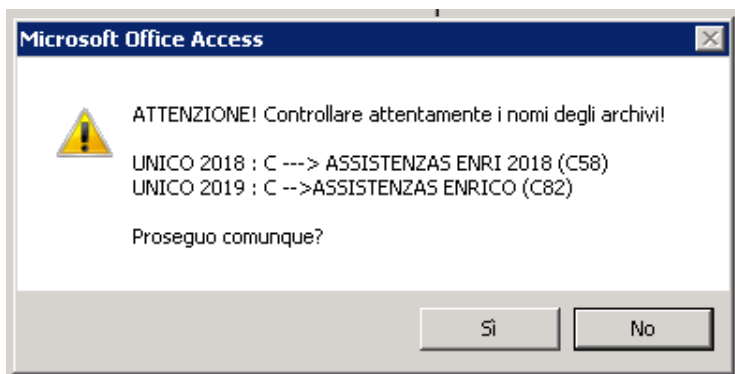 Microsoft Office Access
ATTENZIONE! Controllare attentamente i nomi degli archivi!
UNICO 2018 : C ---> ASSISTENZAS ENRI 2018 (C58)
UNICO 2019 : C -->ASSISTENZAS ENRICO (C82)
Proseguo comunque?
Sì
No